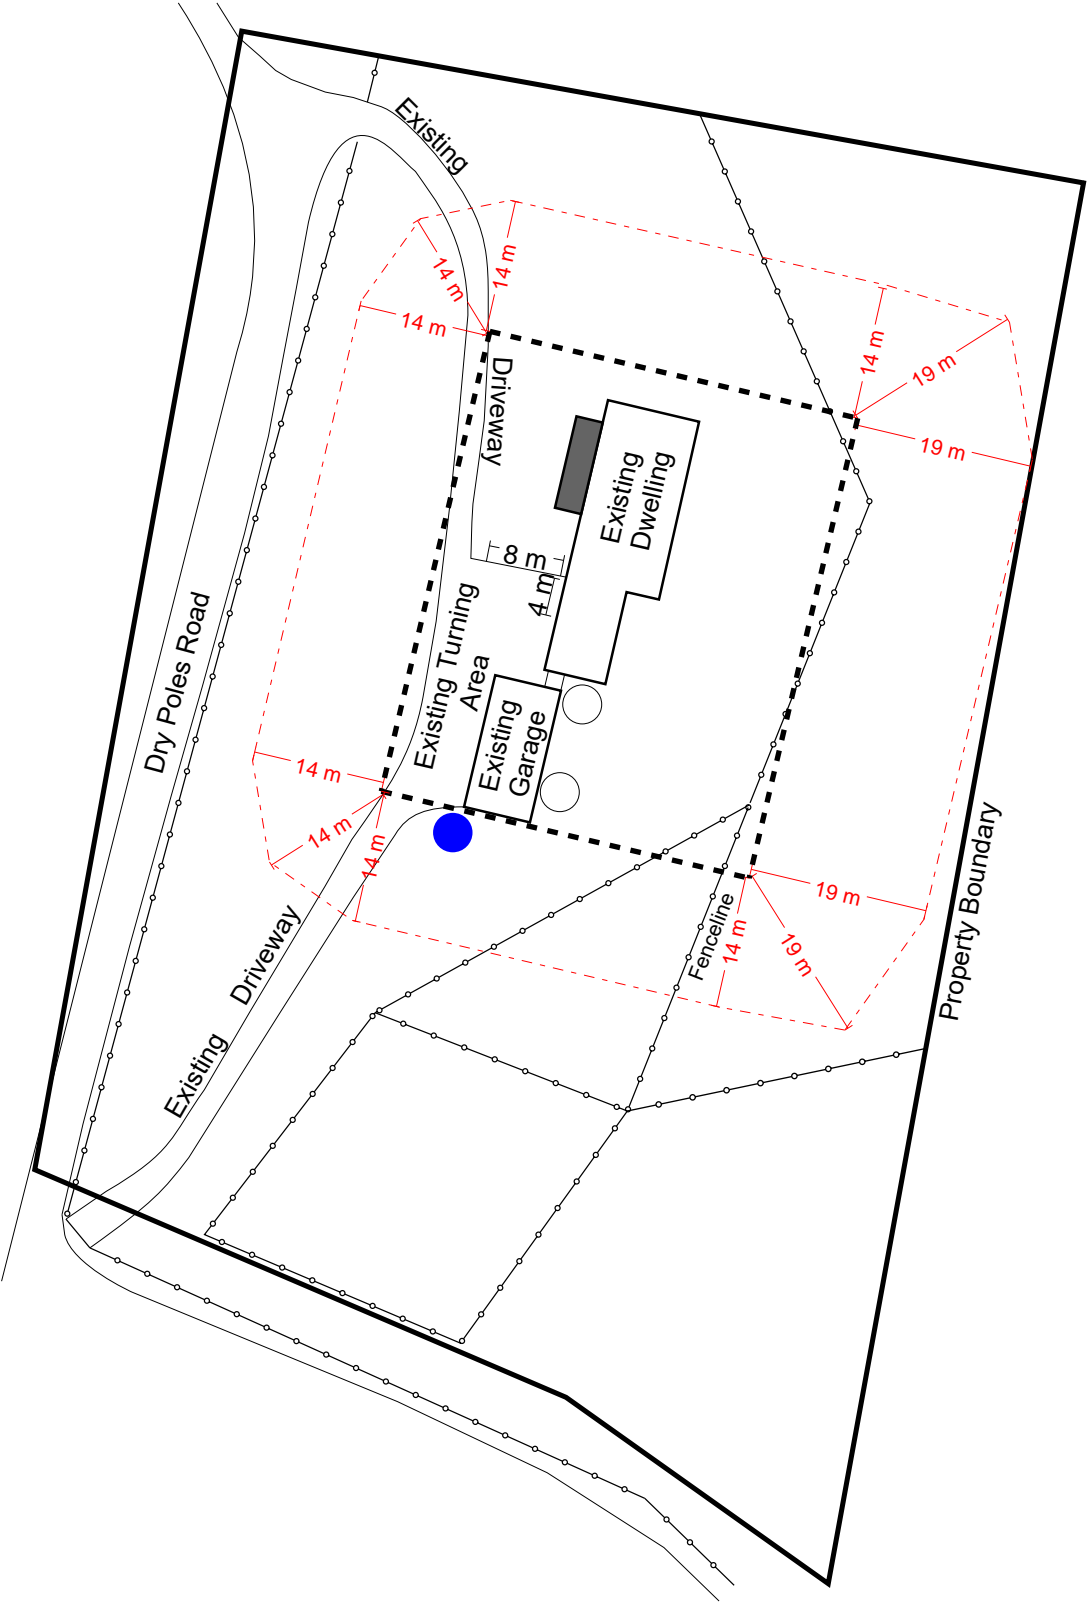 Existing
14 m
14 m
14 m
14 m
19 m
19 m
Driveway
Existing
Dwelling
8 m
4 m
Existing Turning
Area
Dry Poles Road
Existing
Garage
14 m
14 m
14 m
19 m
19 m
14 m
Fenceline
Property Boundary
Driveway
Existing